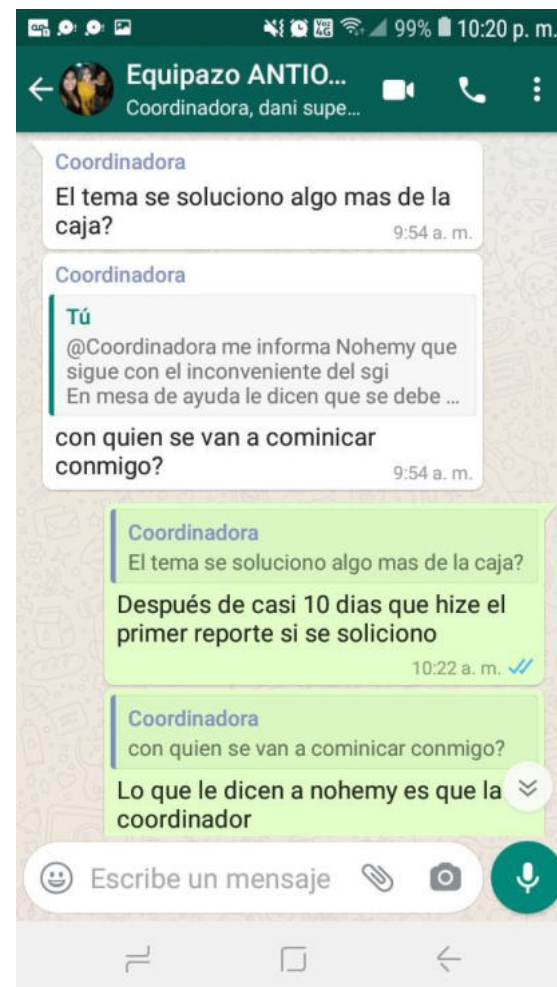 99% 10:20 p. m.
Equipazo ANTIO...
Coordinadora, dani supe...
Coordinadora
El tema se soluciono algo mas de la
caja?
9:54 a. m.
Coordinadora
Tú
@Coordinadora me informa Nohemy que
sigue con el inconveniente del sgi
En mesa de ayuda le dicen que se debe ...
con quien se van a cominicar
conmigo?
9:54 a. m.
Coordinadora
El tema se soluciono algo mas de la caja?
Después de casi 10 dias que hize el
primer reporte si se soliciono
10:22 a. m.
Coordinadora
con quien se van a cominicar conmigo?
Lo que le dicen a nohemy es que la
coordinador
Escribe un mensaje